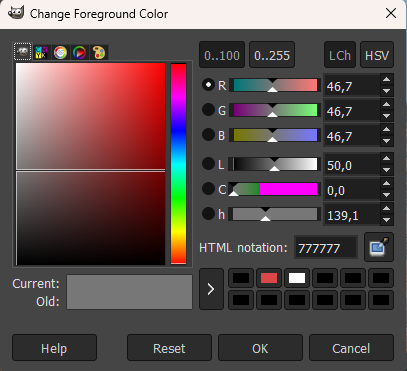 Change Foreground Color
0..100 0..255 LCh HSV
R 46,7
G 46,7
B 46,7
L 50,0
C 0,0
h 139,1
HTML notation: 777777
Current:
Old:
Help Reset OK Cancel